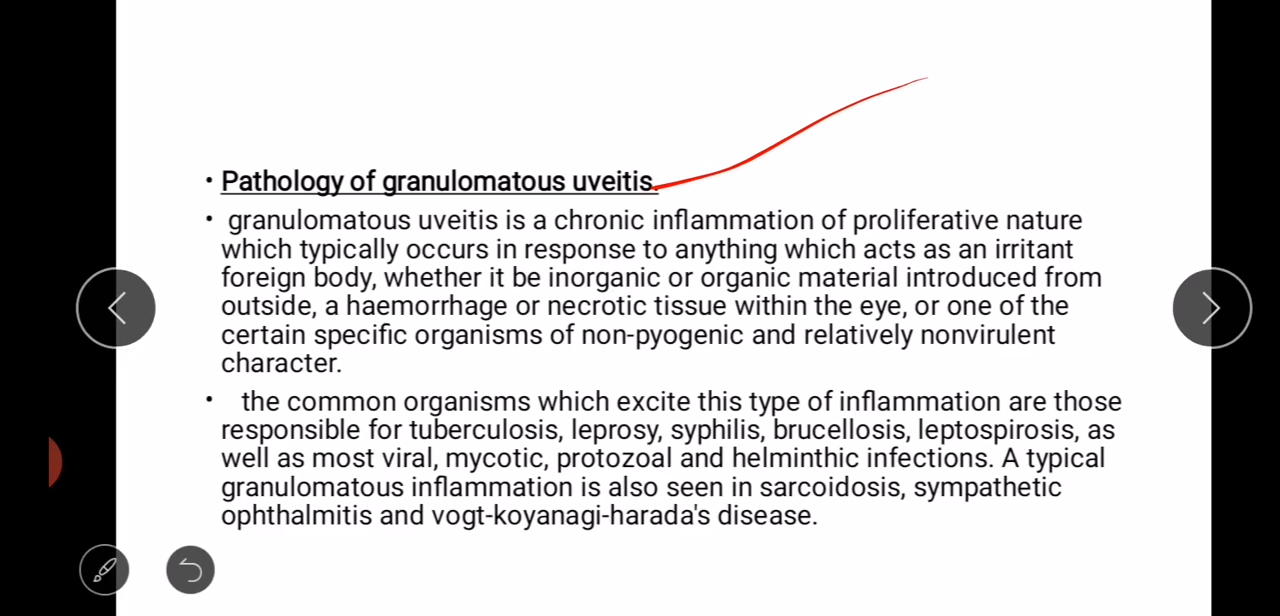 • Pathology of granulomatous uveitis.
• granulomatous uveitis is a chronic inflammation of proliferative nature
which typically occurs in response to anything which acts as an irritant
foreign body, whether it be inorganic or organic material introduced from
outside, a haemorrhage or necrotic tissue within the eye, or one of the
certain specific organisms of non-pyogenic and relatively nonvirulent
character.
• the common organisms which excite this type of inflammation are those
responsible for tuberculosis, leprosy, syphilis, brucellosis, leptospirosis, as
well as most viral, mycotic, protozoal and helminthic infections. A typical
granulomatous inflammation is also seen in sarcoidosis, sympathetic
ophthalmitis and vogt-koyanagi-harada's disease.